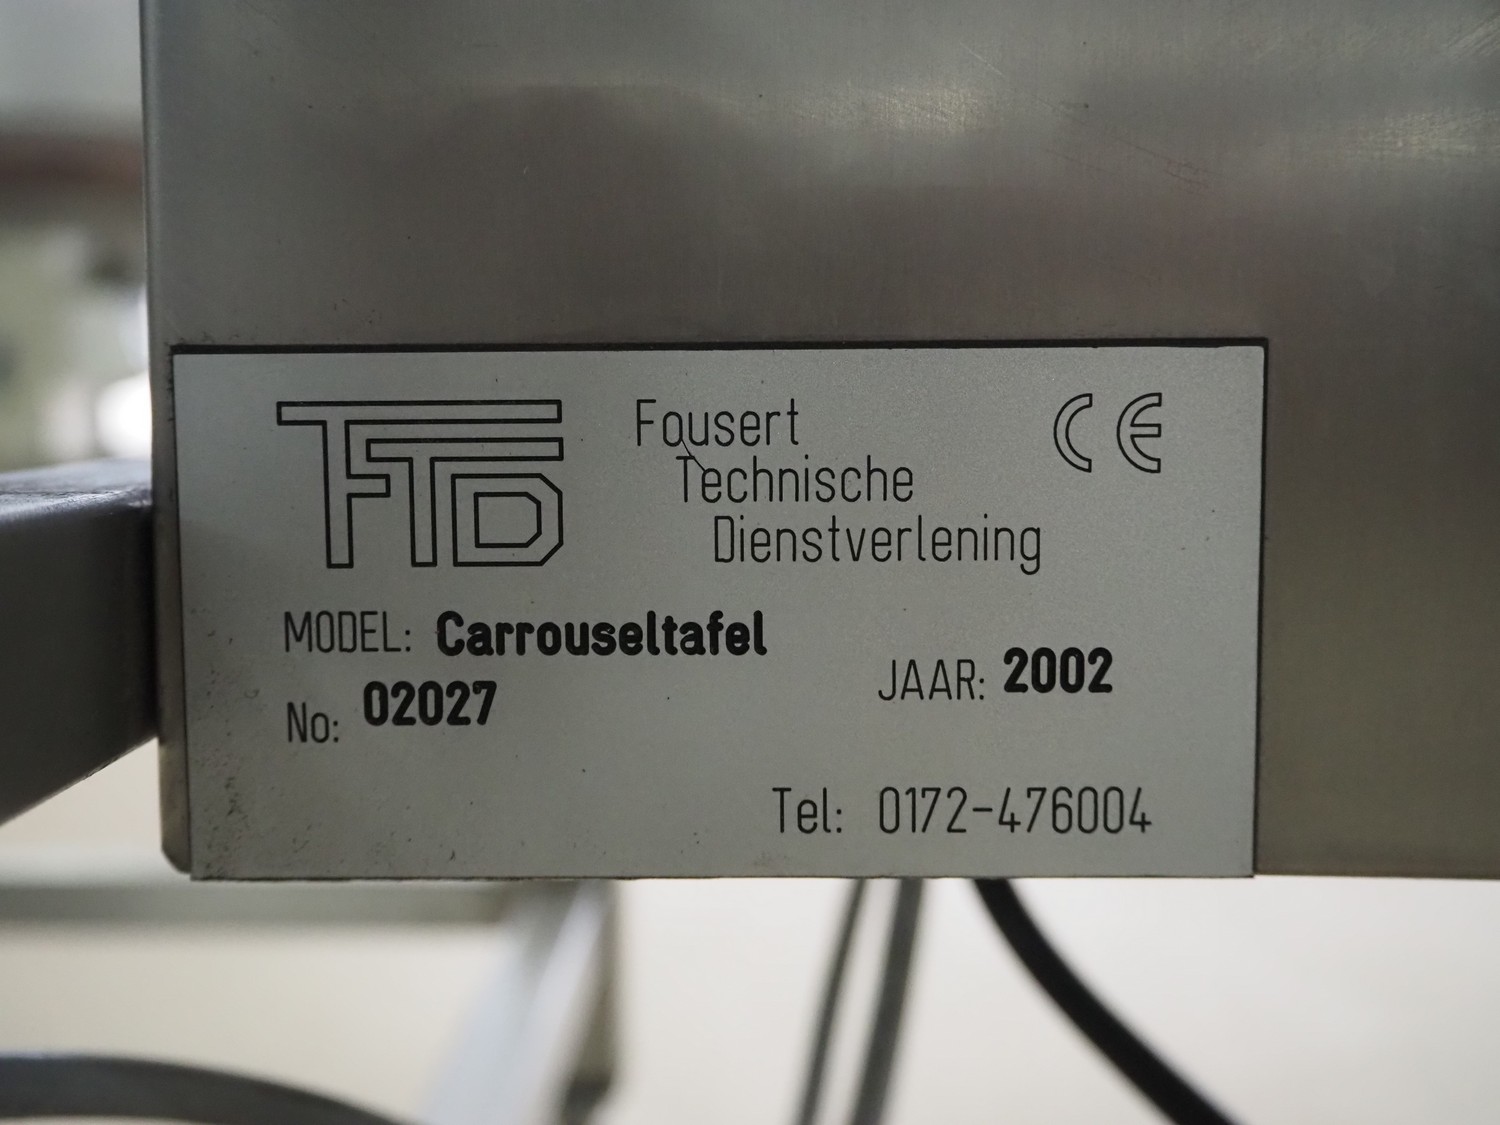 FTD
Fousert
Technische
Dienstverlening
CE
MODEL: Carrouseltafel
No: 02027
JAAR: 2002
Tel: 0172-476004